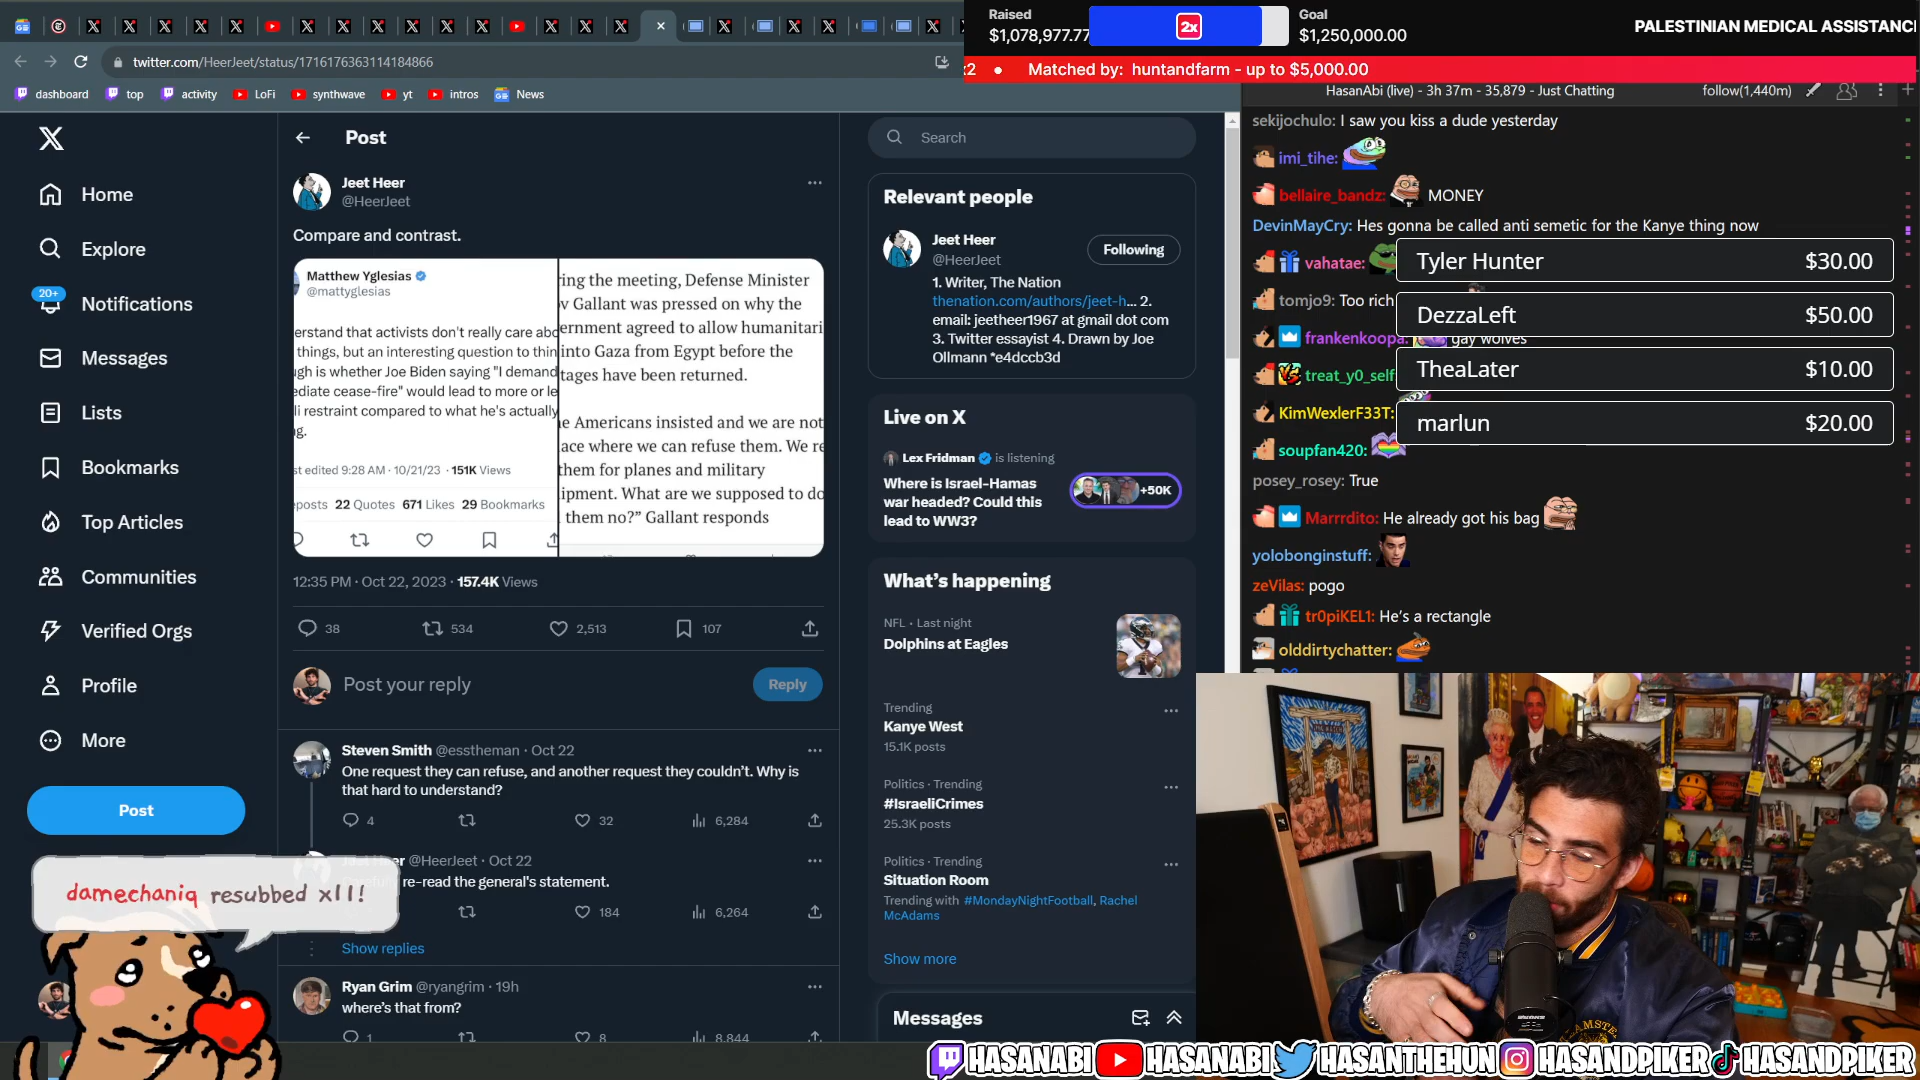 twitter.com/HeerJeet/status/1716176363114184866
dashboard
top
activity
LoFi
synthwave
yt
intros
News
Raised
$1,078,977.77
2x
Goal
$1,250,000.00
PALESTINIAN MEDICAL ASSISTANC
x2 • Matched by: huntandfarm - up to $5,000.00
HasanAbi (live) - 3h 37m - 35,879 - Just Chatting
follow(1,440m)
X
Home
Explore
20+
Notifications
Messages
Lists
Bookmarks
Top Articles
Communities
Verified Orgs
Profile
More
Post
damechaniq resubbed x11!
Post
Jeet Heer
@HeerJeet
Compare and contrast.
Matthew Yglesias
@mattyglesias
erstand that activists don't really care abo
things, but an interesting question to thin
ugh is whether Joe Biden saying "I demand
ediate cease-fire" would lead to more or le
li restraint compared to what he's actually
g.
st edited 9:28 AM · 10/21/23 · 151K Views
eposts 22 Quotes 671 Likes 29 Bookmarks
ring the meeting, Defense Minister
v Gallant was pressed on why the
ernment agreed to allow humanitari
into Gaza from Egypt before the
tages have been returned.
e Americans insisted and we are not
lace where we can refuse them. We re
them for planes and military
ipment. What are we supposed to do
them no?” Gallant responds
12:35 PM · Oct 22, 2023 · 157.4K Views
38
534
2,513
107
Post your reply
Reply
Steven Smith @esstheman · Oct 22
One request they can refuse, and another request they couldn’t. Why is
that hard to understand?
4
32
6,284
Heer @HeerJeet · Oct 22
re-read the general's statement.
184
6,264
Show replies
Ryan Grim @ryangrim · 19h
where’s that from?
1
8
8,844
Search
Relevant people
Jeet Heer
@HeerJeet
Following
1. Writer, The Nation
thenation.com/authors/jeet-h… 2.
email: jeetheer1967 at gmail dot com
3. Twitter essayist 4. Drawn by Joe
Ollmann *e4dccb3d
Live on X
Lex Fridman is listening
Where is Israel-Hamas
war headed? Could this
lead to WW3?
+50K
What’s happening
NFL · Last night
Dolphins at Eagles
Trending
Kanye West
15.1K posts
Politics · Trending
#IsraeliCrimes
25.3K posts
Politics · Trending
Situation Room
Trending with #MondayNightFootball, Rachel
McAdams
Show more
Messages
sekijochulo: I saw you kiss a dude yesterday
imi_tihe:
bellaire_bandz: MONEY
DevinMayCry: Hes gonna be called anti semetic for the Kanye thing now
vahatae:
tomjo9: Too rich
frankenkoopa: gay wolves
treat_y0_self
KimWexlerF33T:
soupfan420:
posey_rosey: True
Marrrdito: He already got his bag
yolobonginstuff:
zeVilas: pogo
tr0piKEL1: He’s a rectangle
olddirtychatter:
Tyler Hunter $30.00
DezzaLeft $50.00
TheaLater $10.00
marlun $20.00
HASANABI
HASANABI
HASANTHEHUN
HASANDPIKER
HASANDPIKER